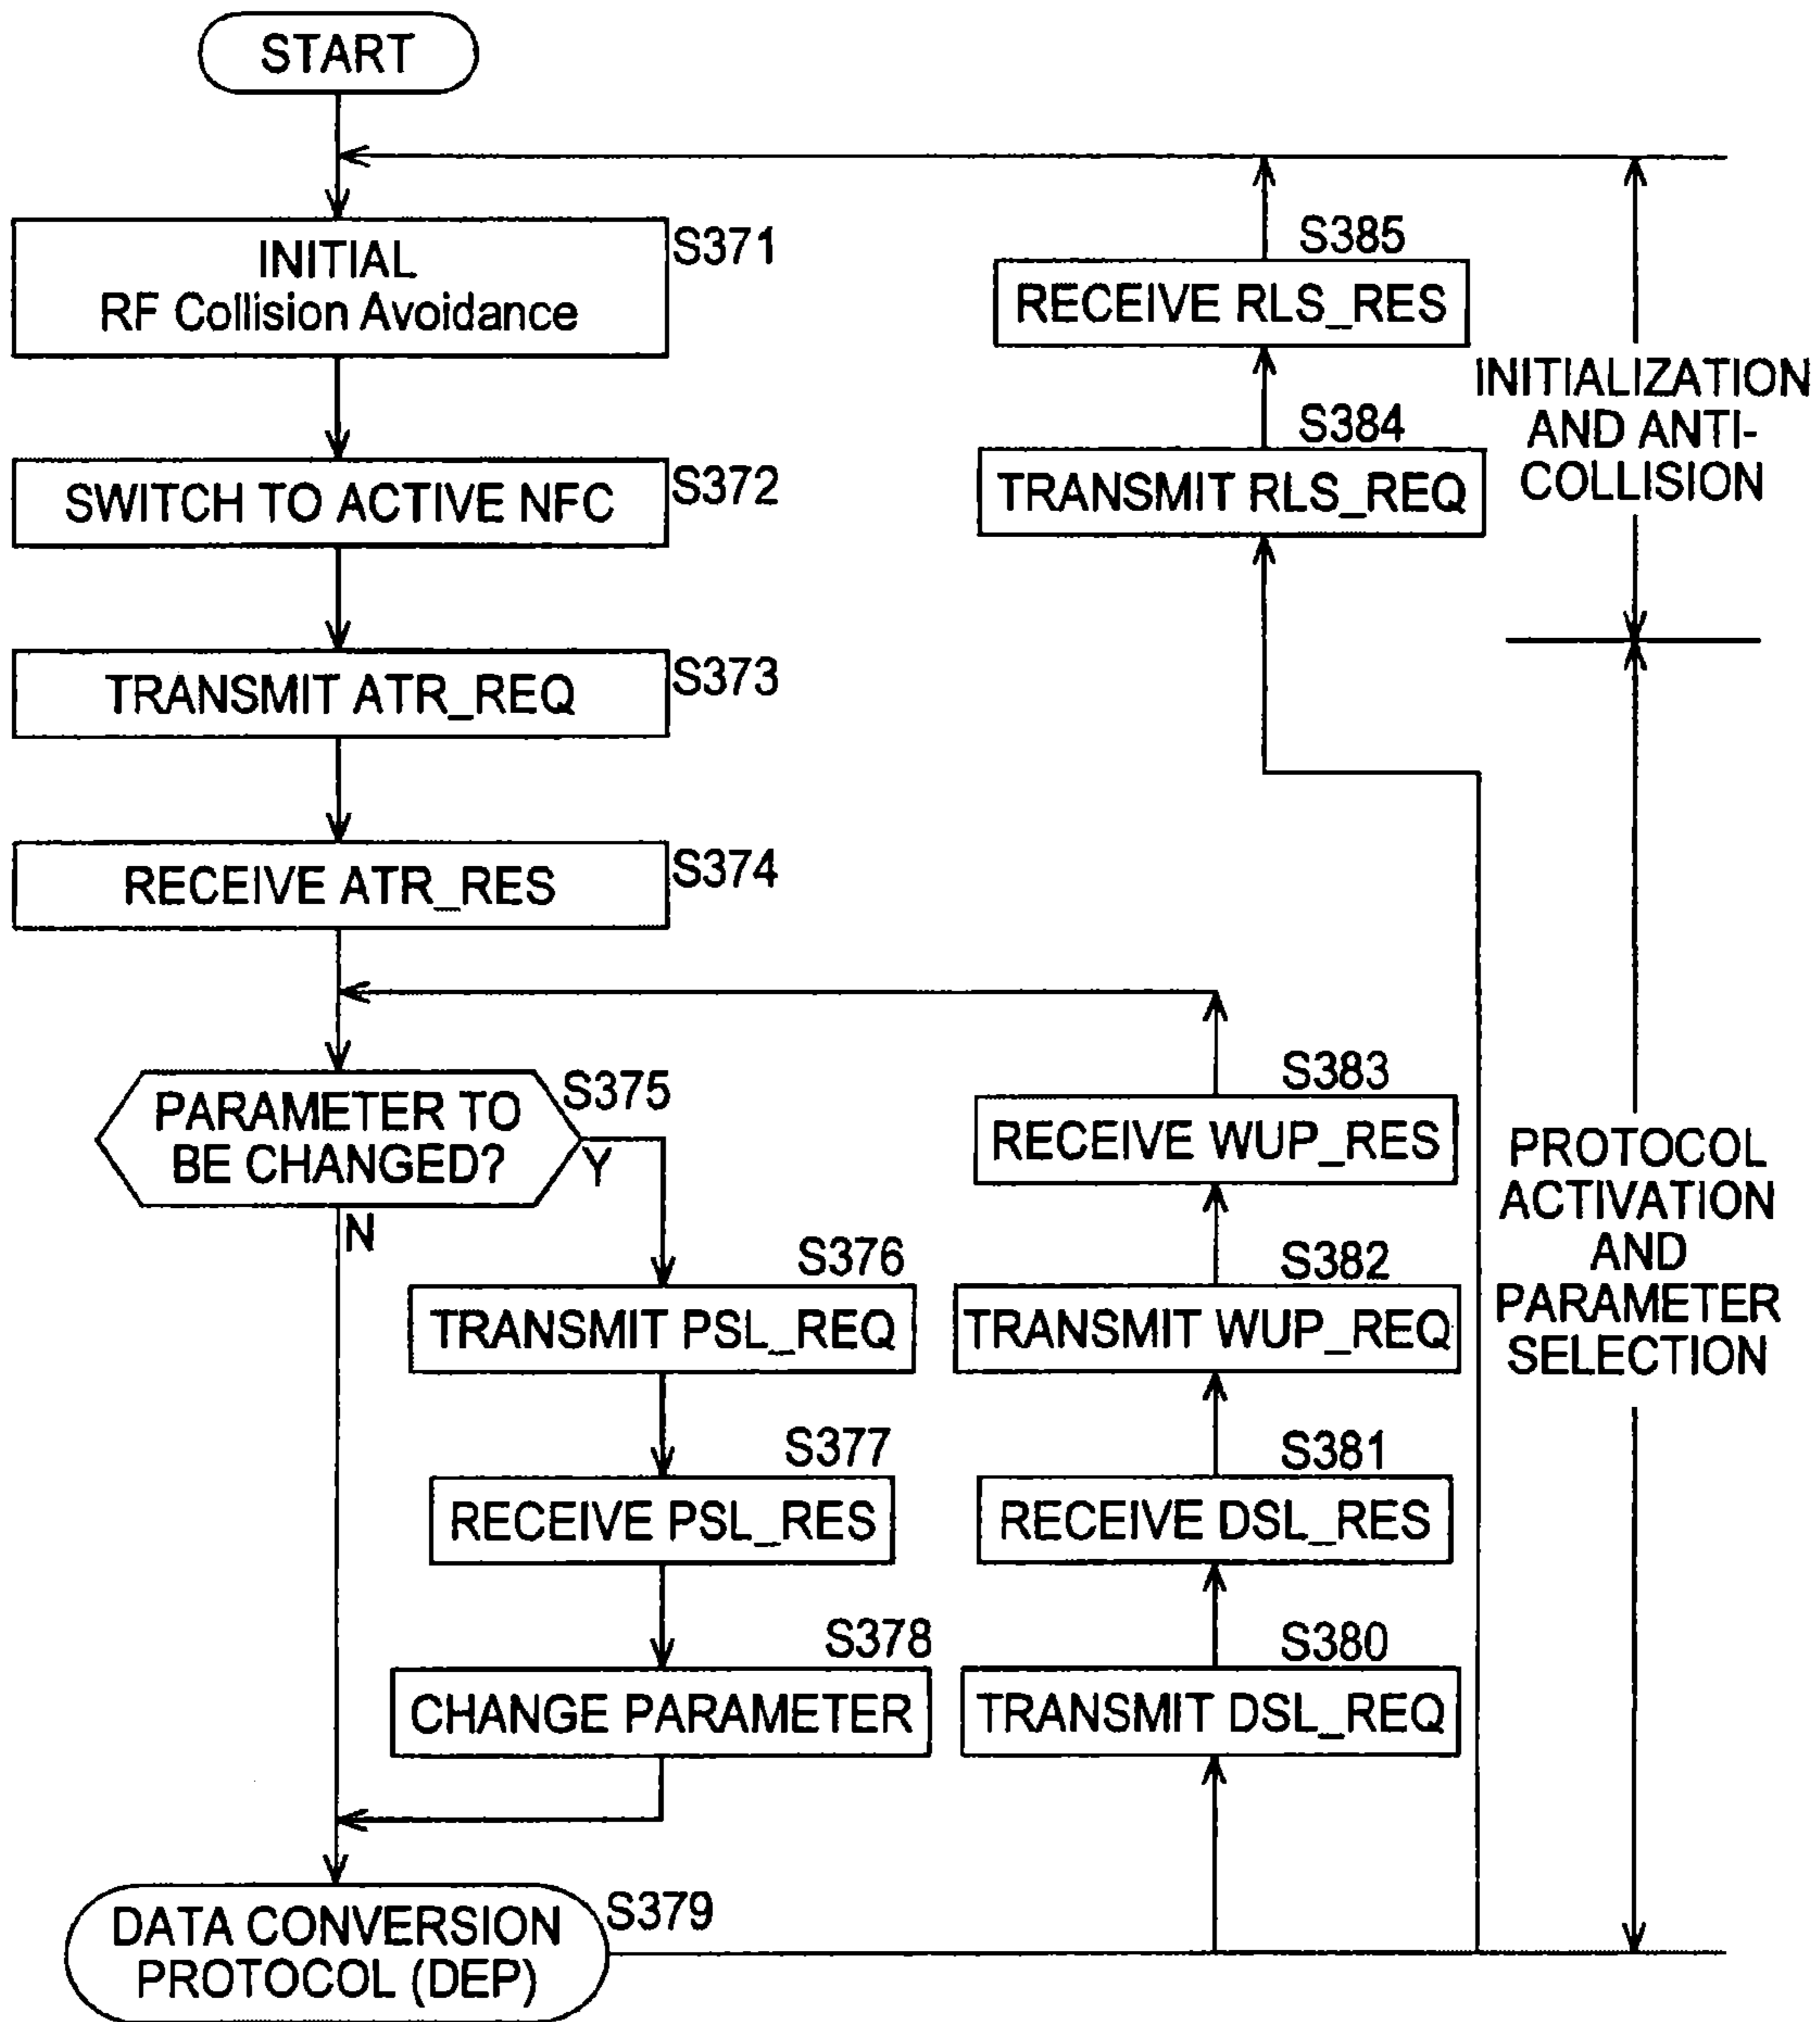 START
INITIAL
RF Collision Avoidance
S371
SWITCH TO ACTIVE NFC
S372
TRANSMIT ATR_REQ
S373
RECEIVE ATR_RES
S374
PARAMETER TO
BE CHANGED?
S375
Y
N
TRANSMIT PSL_REQ
S376
RECEIVE PSL_RES
S377
CHANGE PARAMETER
S378
DATA CONVERSION
PROTOCOL (DEP)
S379
S380
TRANSMIT DSL_REQ
S381
RECEIVE DSL_RES
S382
TRANSMIT WUP_REQ
S383
RECEIVE WUP_RES
S384
TRANSMIT RLS_REQ
S385
RECEIVE RLS_RES
INITIALIZATION
AND ANTI-
COLLISION
PROTOCOL
ACTIVATION
AND
PARAMETER
SELECTION